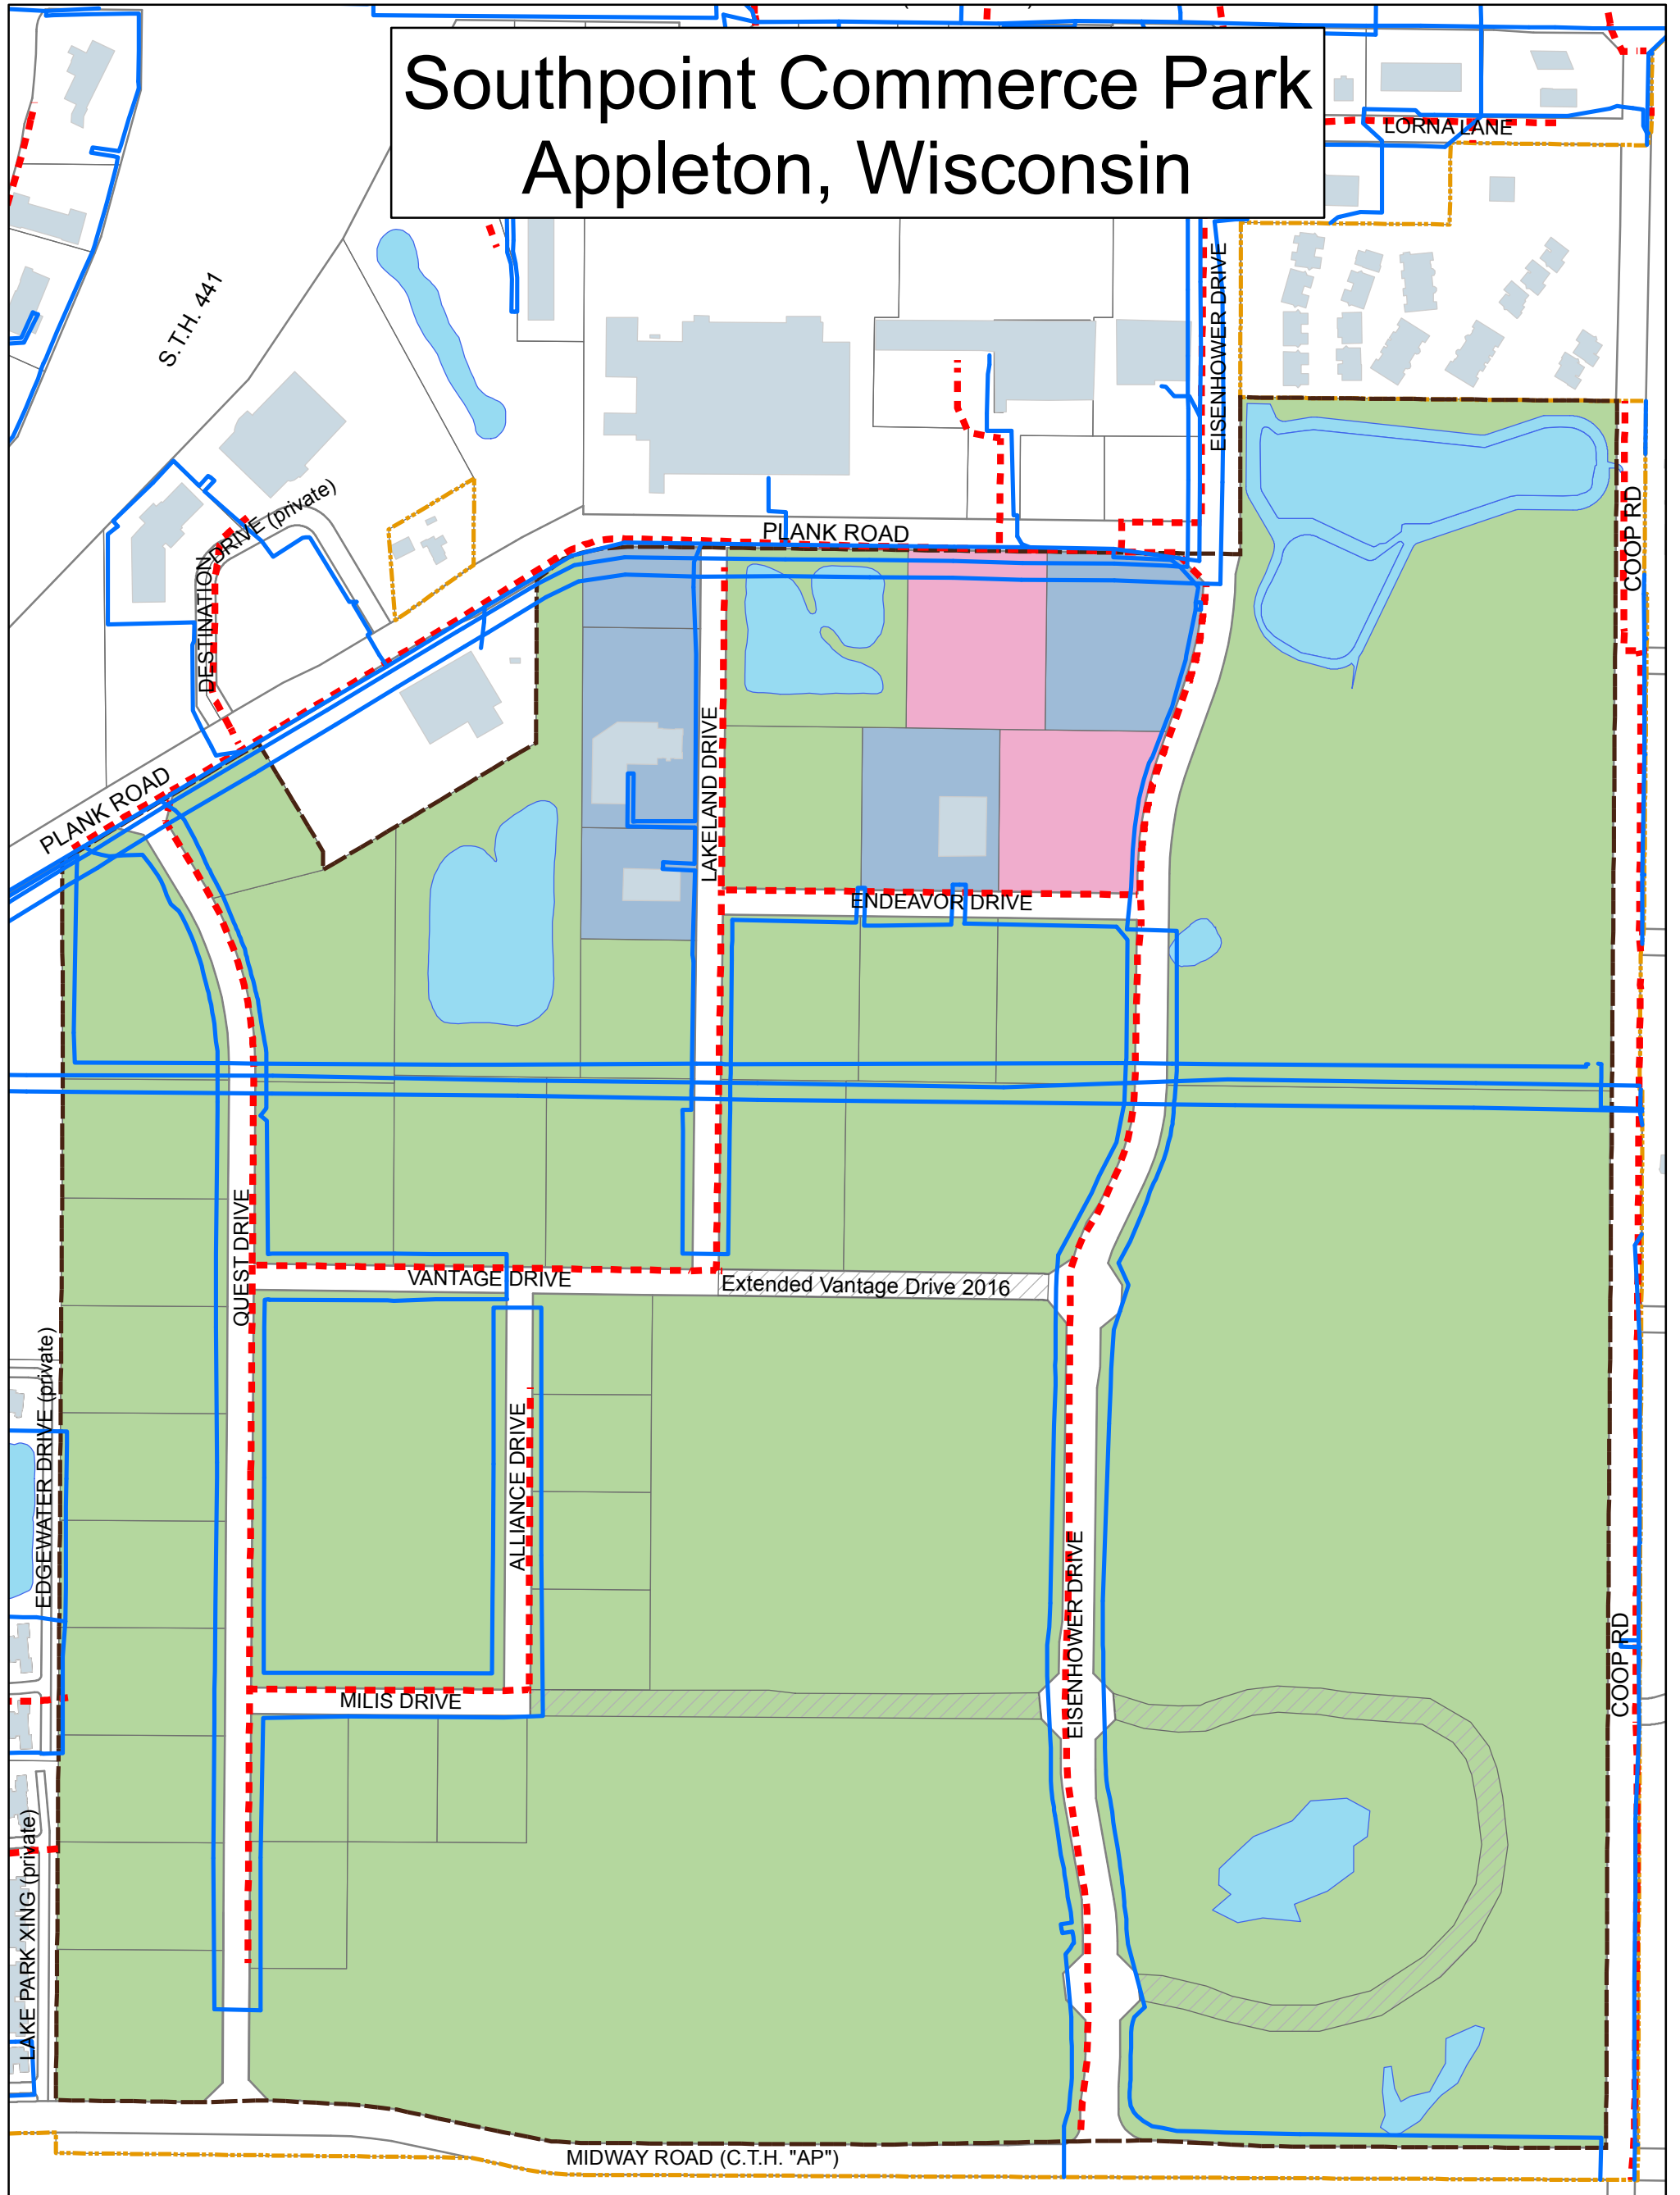 Southpoint Commerce Park
Appleton, Wisconsin
LORNA LANE
S.T.H. 441
EISENHOWER DRIVE
DESTINATION DRIVE (private)
PLANK ROAD
COOP RD
PLANK ROAD
LAKELAND DRIVE
ENDEAVOR DRIVE
QUEST DRIVE
VANTAGE DRIVE
Extended Vantage Drive 2016
EDGEWATER DRIVE (private)
ALLIANCE DRIVE
EISENHOWER DRIVE
COOP RD
MILIS DRIVE
LAKE PARK XING (private)
MIDWAY ROAD (C.T.H. "AP")